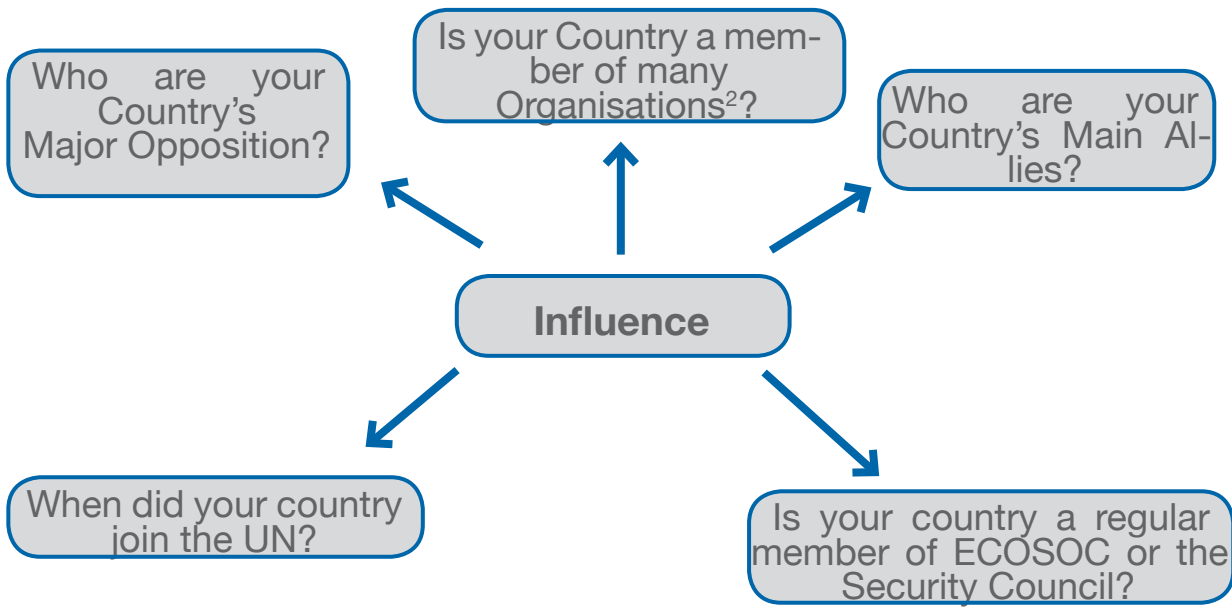 Who are your
Country's
Major Opposition?
Is your Country a mem-
ber of many
Organisations²?
Who are your
Country's Main Al-
lies?
Influence
When did your country
join the UN?
Is your country a regular
member of ECOSOC or the
Security Council?